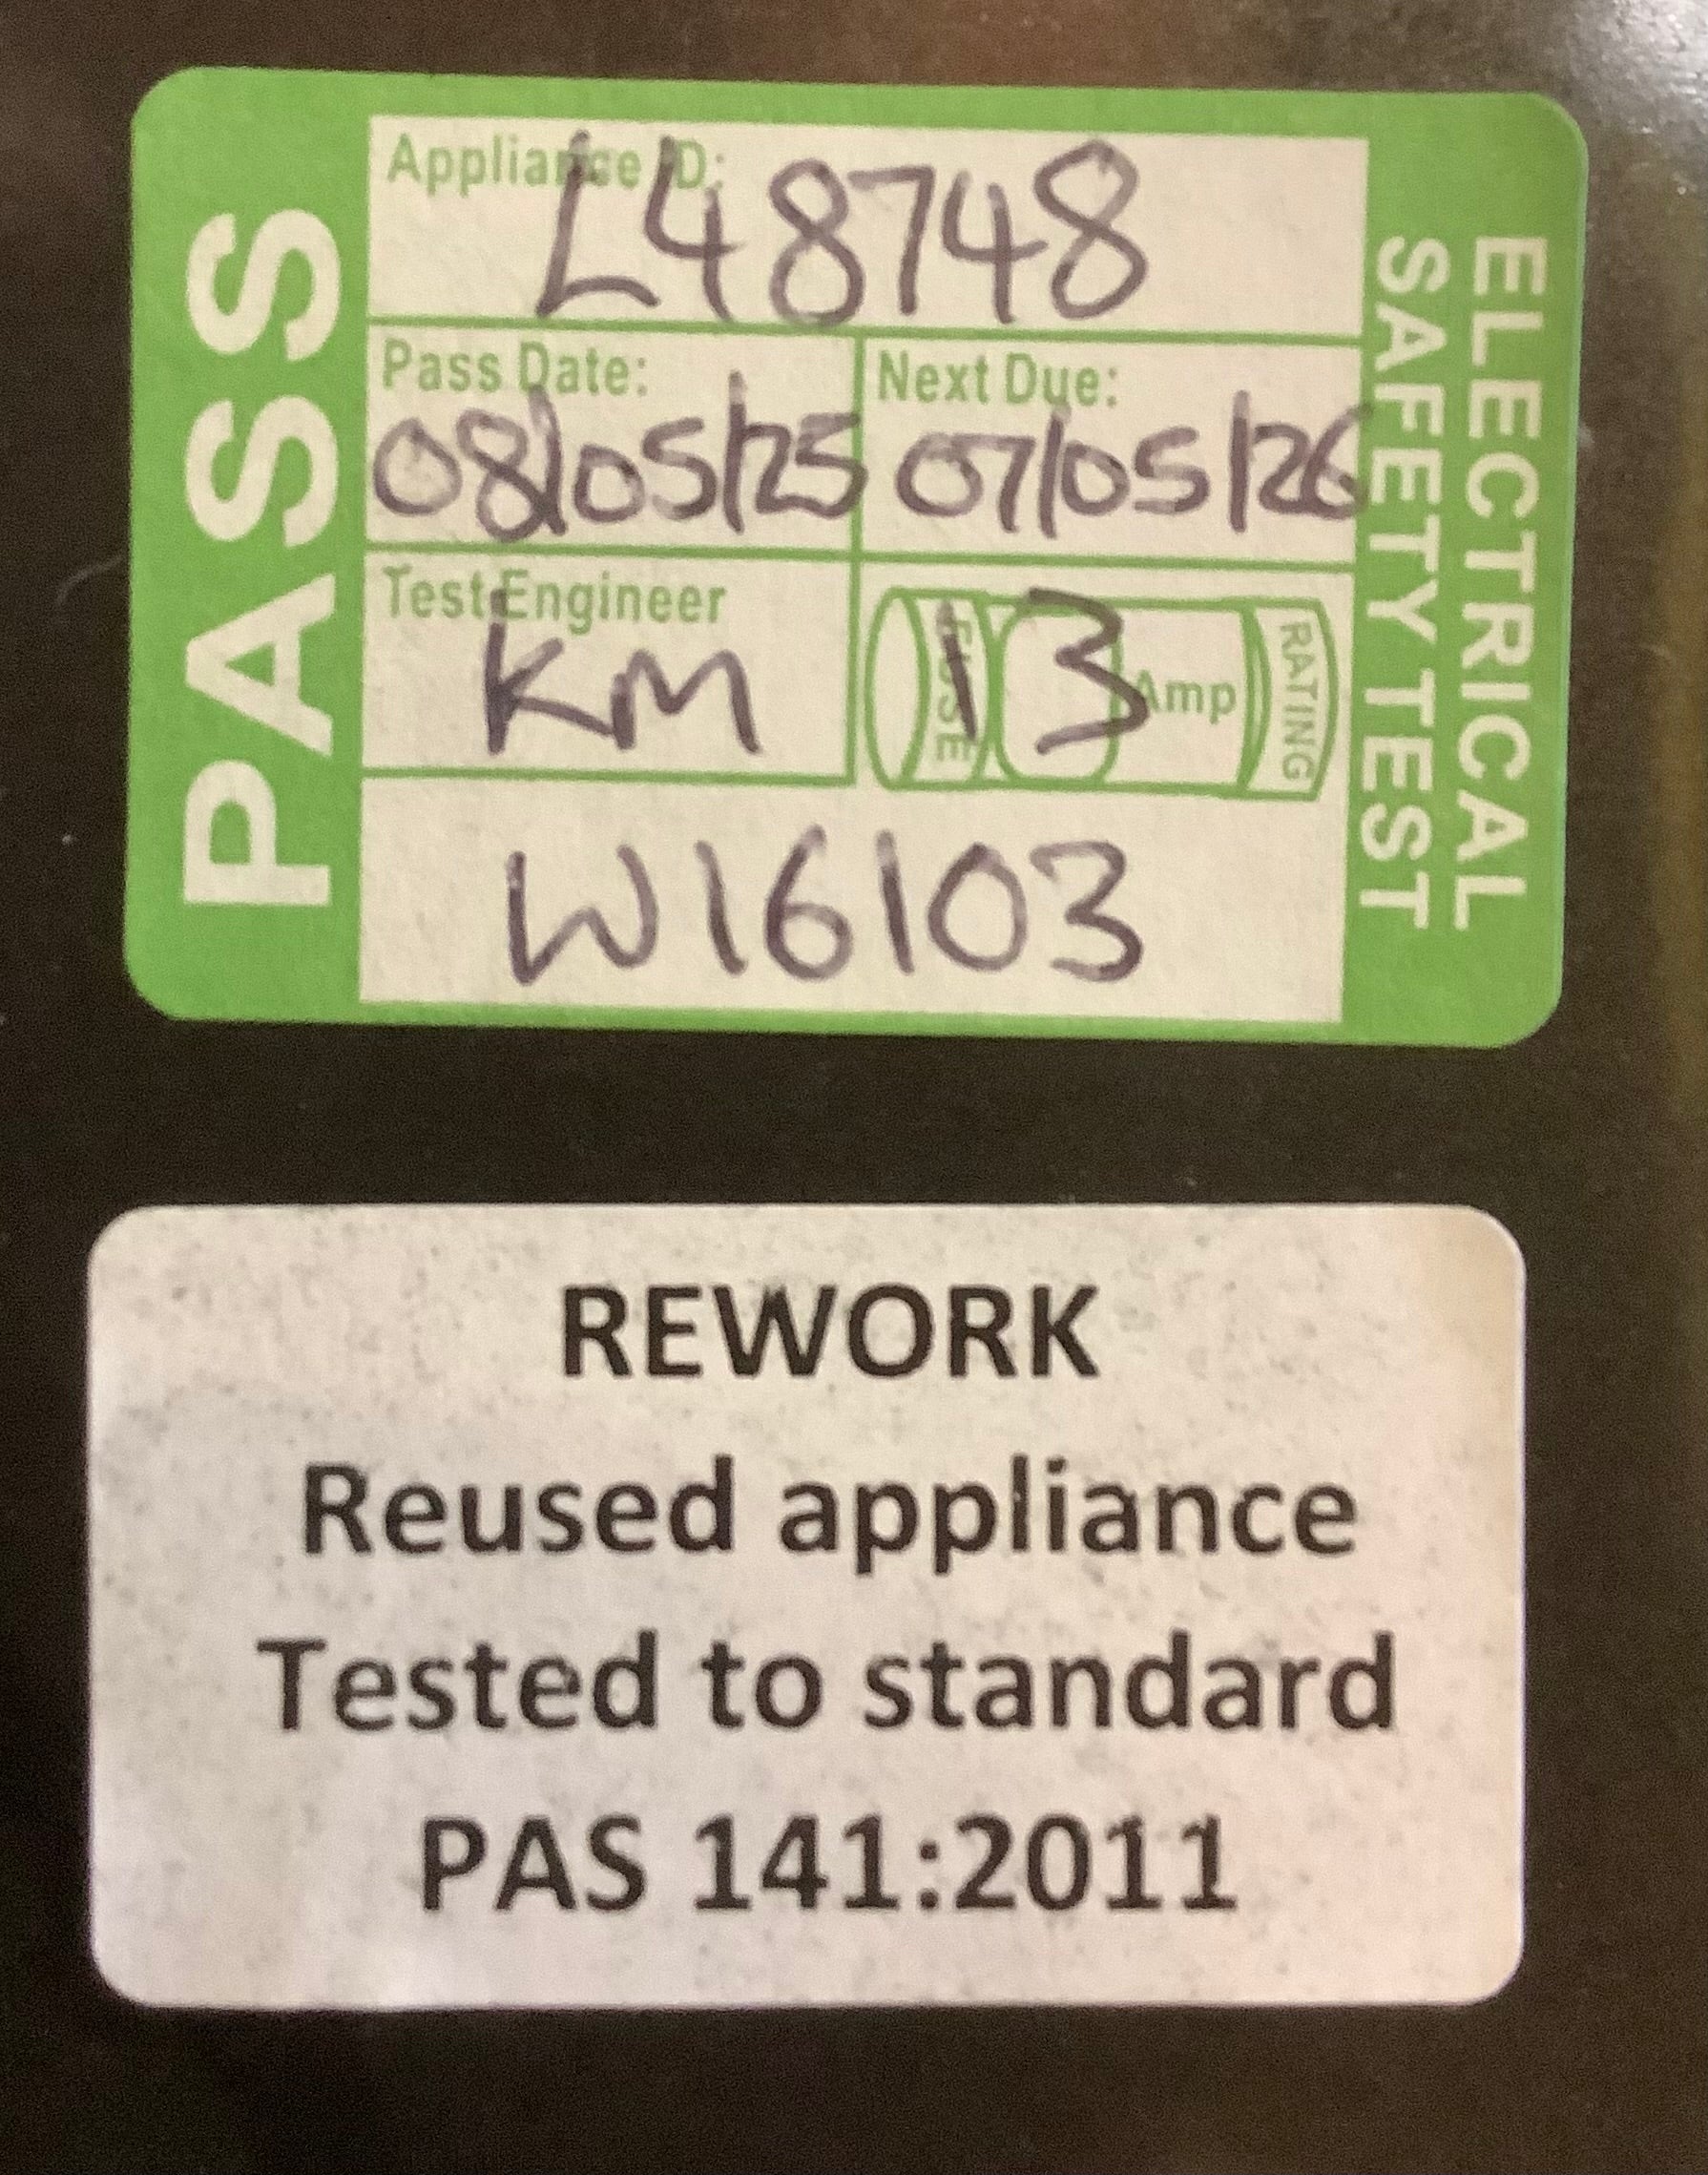 PASS
Appliance ID:
L48748
Pass Date:
08/05/25
Next Due:
07/05/26
Test Engineer
KM
FUSE
13 Amp
RATING
W16103
ELECTRICAL
SAFETY TEST
REWORK
Reused appliance
Tested to standard
PAS 141:2011